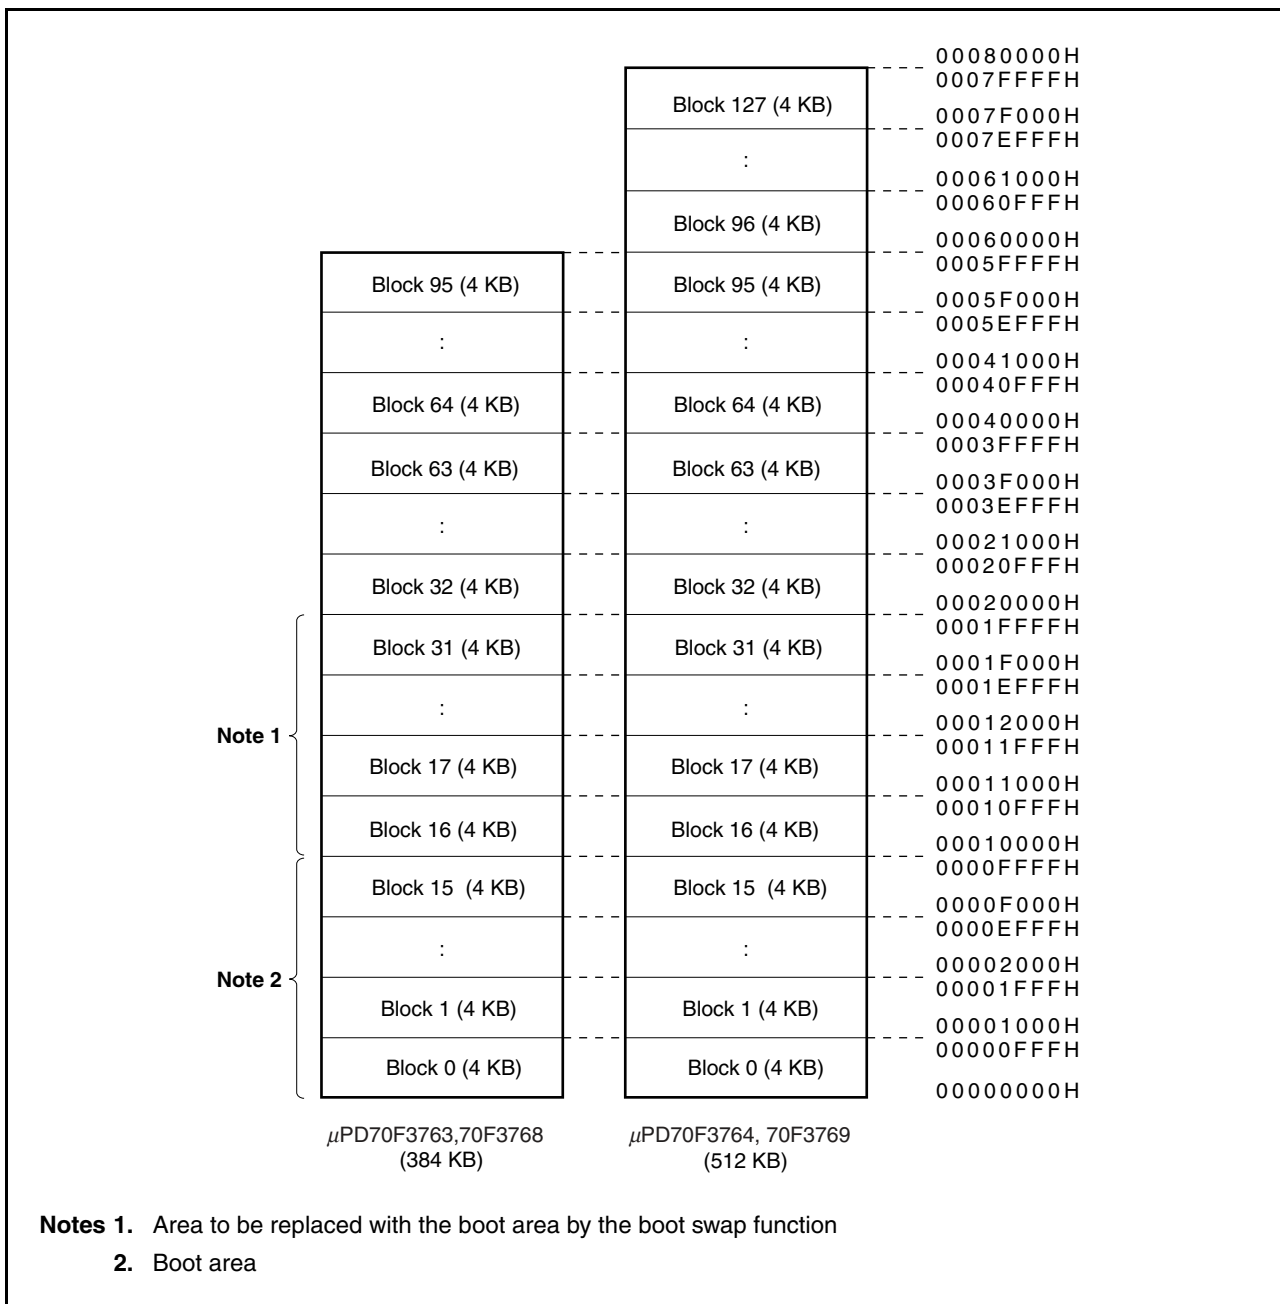 00080000H
0007FFFFH
Block 127 (4 KB)
0007F000H
0007EFFFH
:
00061000H
00060FFFH
Block 96 (4 KB)
00060000H
0005FFFFH
Block 95 (4 KB) Block 95 (4 KB)
0005F000H
0005EFFFH
: :
00041000H
00040FFFH
Block 64 (4 KB) Block 64 (4 KB)
00040000H
0003FFFFH
Block 63 (4 KB) Block 63 (4 KB)
0003F000H
0003EFFFH
: :
00021000H
00020FFFH
Block 32 (4 KB) Block 32 (4 KB)
00020000H
0001FFFFH
Block 31 (4 KB) Block 31 (4 KB)
0001F000H
0001EFFFH
: :
00012000H
Note 1
00011FFFH
Block 17 (4 KB) Block 17 (4 KB)
00011000H
00010FFFH
Block 16 (4 KB) Block 16 (4 KB)
00010000H
0000FFFFH
Block 15 (4 KB) Block 15 (4 KB)
0000F000H
0000EFFFH
: :
00002000H
Note 2
00001FFFH
Block 1 (4 KB) Block 1 (4 KB)
00001000H
00000FFFH
Block 0 (4 KB) Block 0 (4 KB)
00000000H
μPD70F3763,70F3768 μPD70F3764, 70F3769
(384 KB) (512 KB)
Notes 1. Area to be replaced with the boot area by the boot swap function
2. Boot area